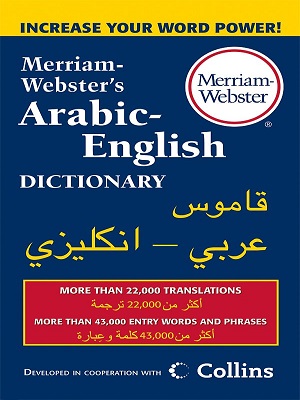 INCREASE YOUR WORD POWER!
Merriam-
Webster's
Arabic-
English
DICTIONARY
Merriam-
Webster
®
قاموس
عربي – انكليزي
MORE THAN 22,000 TRANSLATIONS
أكثر من 22,000 ترجمة
MORE THAN 43,000 ENTRY WORDS AND PHRASES
أكثر من 43,000 كلمة وعبارة
DEVELOPED IN COOPERATION WITH Collins